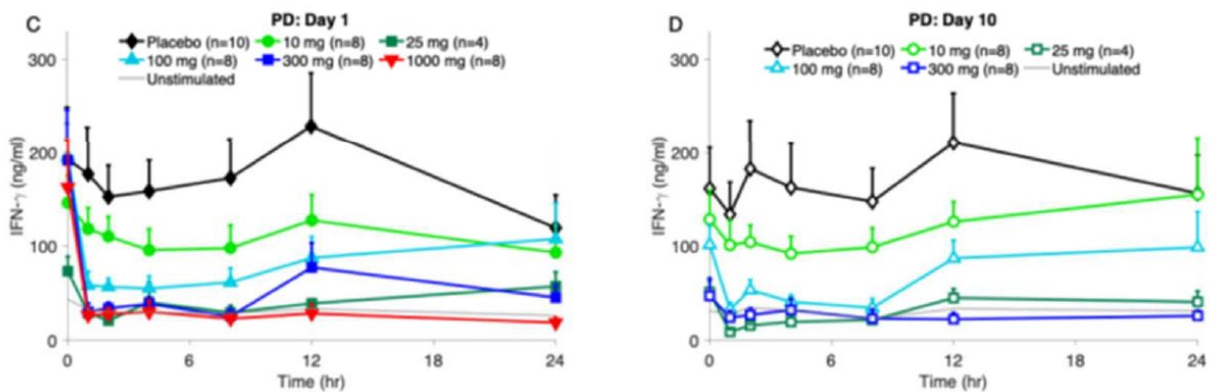 C
PD: Day 1
Placebo (n=10) 10 mg (n=8) 25 mg (n=4)
100 mg (n=8) 300 mg (n=8) 1000 mg (n=8)
Unstimulated
IFN-γ (ng/ml)
300
200
100
0
0 6 12 18 24
Time (hr)
D
PD: Day 10
Placebo (n=10) 10 mg (n=8) 25 mg (n=4)
100 mg (n=8) 300 mg (n=8) Unstimulated
IFN-γ (ng/ml)
300
200
100
0
0 6 12 18 24
Time (hr)